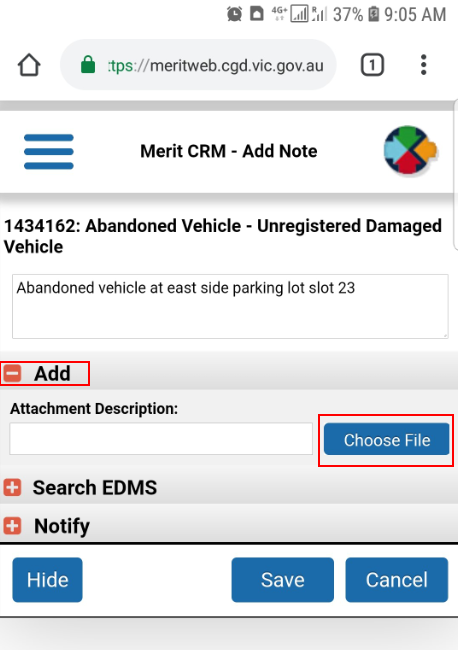 4G+ R 37% 9:05 AM
ttps://meritweb.cgd.vic.gov.au 1
Merit CRM - Add Note
1434162: Abandoned Vehicle - Unregistered Damaged
Vehicle
Abandoned vehicle at east side parking lot slot 23
Add
Attachment Description:
Choose File
Search EDMS
Notify
Hide Save Cancel